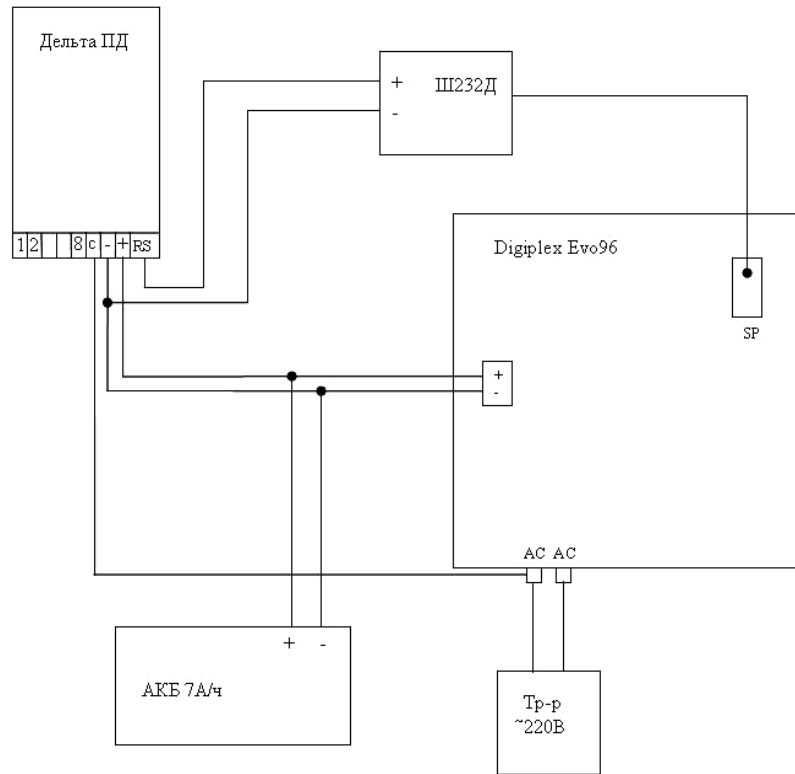 Дельта ПД
+ Ш232Д
-
1 2 8 с - + RS
Digiplex Evo96
SP
+
-
AC AC
+ -
АКБ 7А/ч
Тр-р
~220В